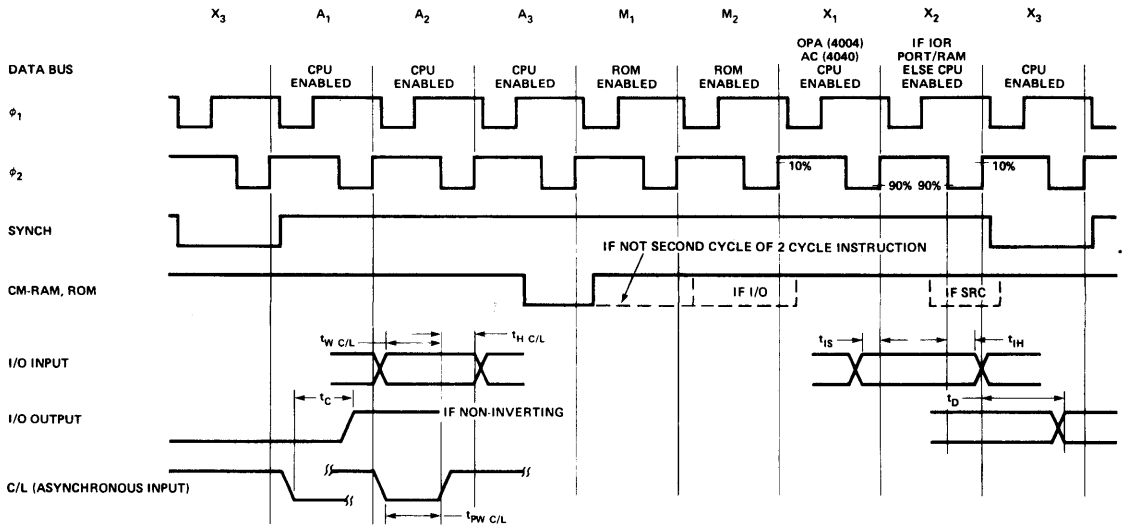 X3 A1 A2 A3 M1 M2 X1 X2 X3
DATA BUS
CPU ENABLED
CPU ENABLED
CPU ENABLED
ROM ENABLED
ROM ENABLED
OPA (4004)
AC (4040)
CPU
ENABLED
IF IOR
PORT/RAM
ELSE CPU
ENABLED
CPU ENABLED
ϕ1
ϕ2
10%
90% 90%
10%
SYNCH
IF NOT SECOND CYCLE OF 2 CYCLE INSTRUCTION
CM-RAM, ROM
IF I/O
IF SRC
tW C/L
tH C/L
tIS
tIH
I/O INPUT
tC
tD
I/O OUTPUT
IF NON-INVERTING
C/L (ASYNCHRONOUS INPUT)
tPW C/L